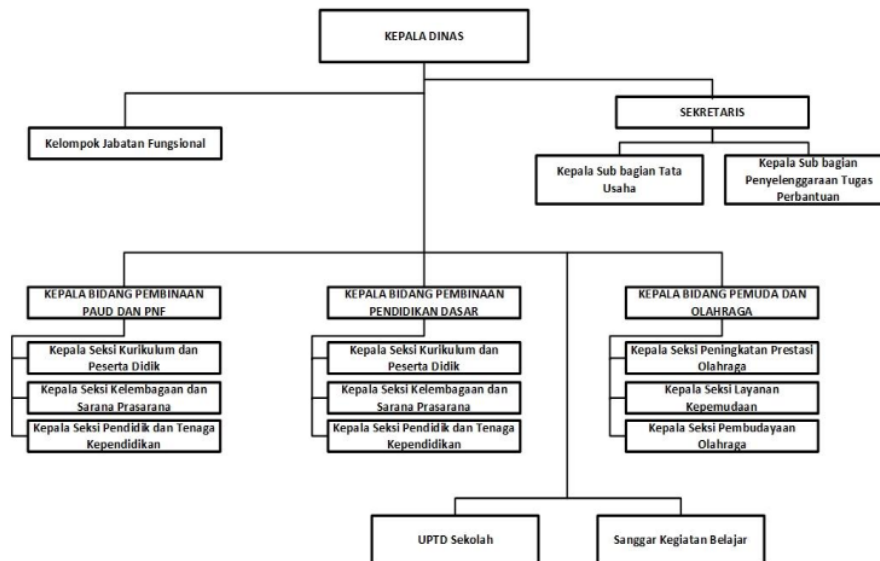 KEPALA DINAS
SEKRETARIS
Kelompok Jabatan Fungsional
Kepala Sub bagian Tata
Usaha
Kepala Sub bagian
Penyelenggaraan Tugas
Perbantuan
KEPALA BIDANG PEMBINAAN
PAUD DAN PNF
Kepala Seksi Kurikulum dan
Peserta Didik
Kepala Seksi Kelembagaan dan
Sarana Prasarana
Kepala Seksi Pendidik dan Tenaga
Kependidikan
KEPALA BIDANG PEMBINAAN
PENDIDIKAN DASAR
Kepala Seksi Kurikulum dan
Peserta Didik
Kepala Seksi Kelembagaan dan
Sarana Prasarana
Kepala Seksi Pendidik dan Tenaga
Kependidikan
KEPALA BIDANG PEMUDA DAN
OLAHRAGA
Kepala Seksi Peningkatan Prestasi
Olahraga
Kepala Seksi Layanan
Kepemudaan
Kepala Seksi Pembudayaan
Olahraga
UPTD Sekolah
Sanggar Kegiatan Belajar